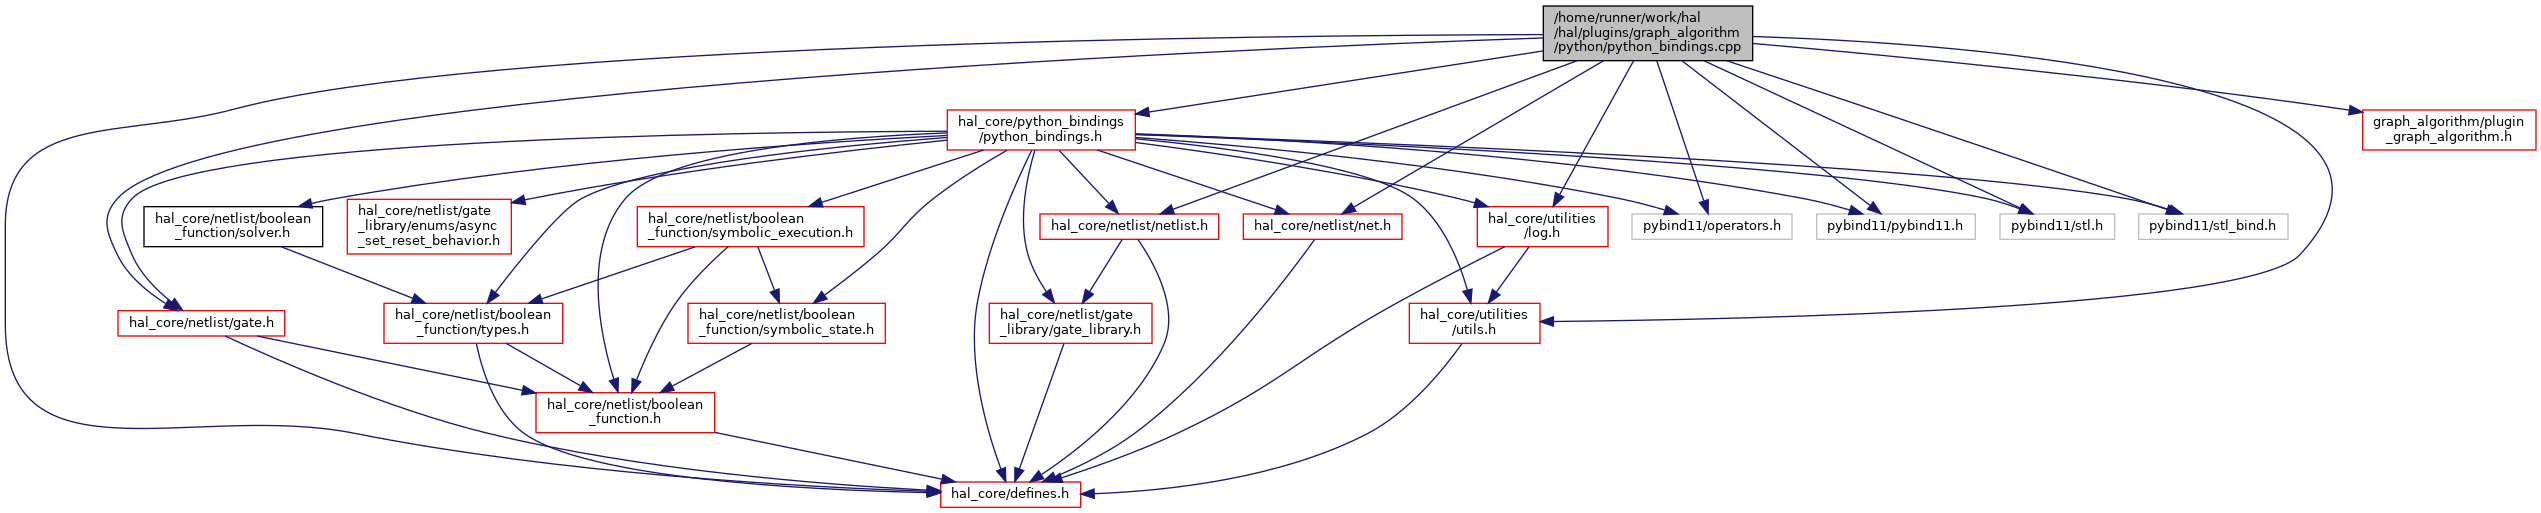 /home/runner/work/hal
/hal/plugins/graph_algorithm
/python/python_bindings.cpp
hal_core/python_bindings
/python_bindings.h
graph_algorithm/plugin
_graph_algorithm.h
hal_core/netlist/boolean
_function/solver.h
hal_core/netlist/gate
_library/enums/async
_set_reset_behavior.h
hal_core/netlist/boolean
_function/symbolic_execution.h
hal_core/netlist/netlist.h
hal_core/netlist/net.h
hal_core/utilities
/log.h
pybind11/operators.h
pybind11/pybind11.h
pybind11/stl.h
pybind11/stl_bind.h
hal_core/netlist/gate.h
hal_core/netlist/boolean
_function/types.h
hal_core/netlist/boolean
_function/symbolic_state.h
hal_core/netlist/gate
_library/gate_library.h
hal_core/utilities
/utils.h
hal_core/netlist/boolean
_function.h
hal_core/defines.h